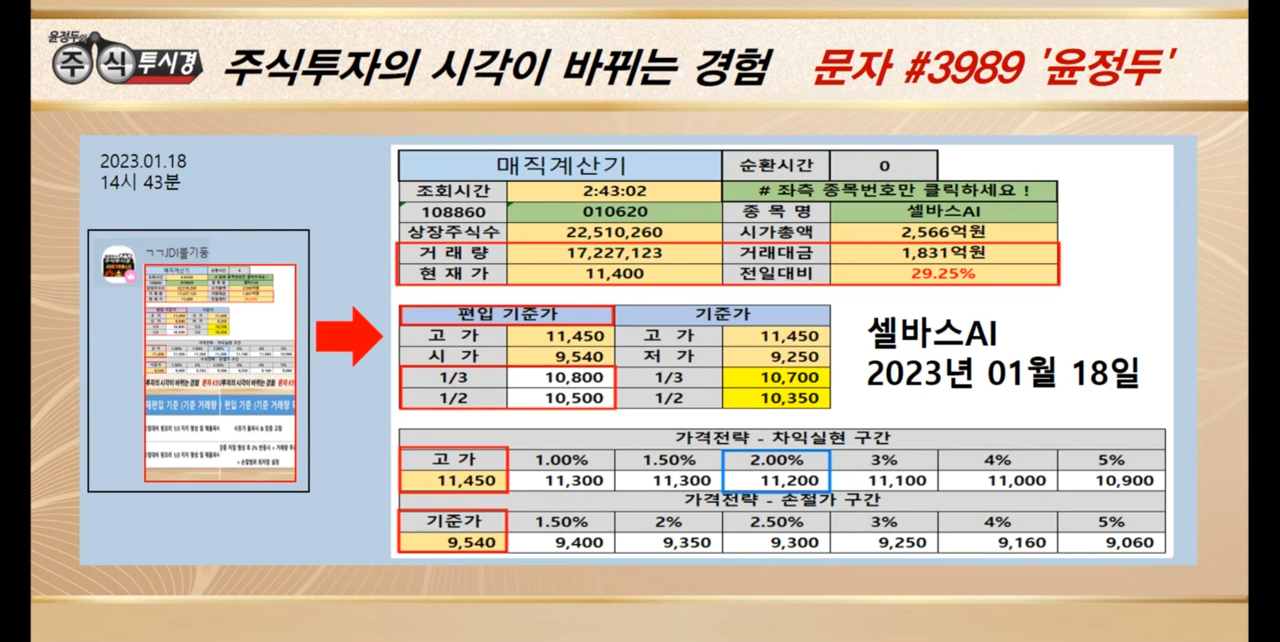 윤정두의
주식투시경
주식투자의 시각이 바뀌는 경험 문자 #3989 '윤정두'
2023.01.18
14시 43분
ㄱㄱJDI불기둥
매직계산기 순환시간 0
조회시간 2:43:02 # 좌측 종목번호만 클릭하세요 !
108860 010620 종 목 명 셀바스AI
상장주식수 22,510,260 시가총액 2,566억원
거 래 량 17,227,123 거래대금 1,831억원
현 재 가 11,400 전일대비 29.25%
편입 기준가 기준가
고 가 11,450 고 가 11,450
시 가 9,540 저 가 9,250
1/3 10,800 1/3 10,700
1/2 10,500 1/2 10,350
셀바스AI
2023년 01월 18일
가격전략 - 차익실현 구간
고 가 1.00% 1.50% 2.00% 3% 4% 5%
11,450 11,300 11,300 11,200 11,100 11,000 10,900
가격전략 - 손절가 구간
기준가 1.50% 2% 2.50% 3% 4% 5%
9,540 9,400 9,350 9,300 9,250 9,160 9,060